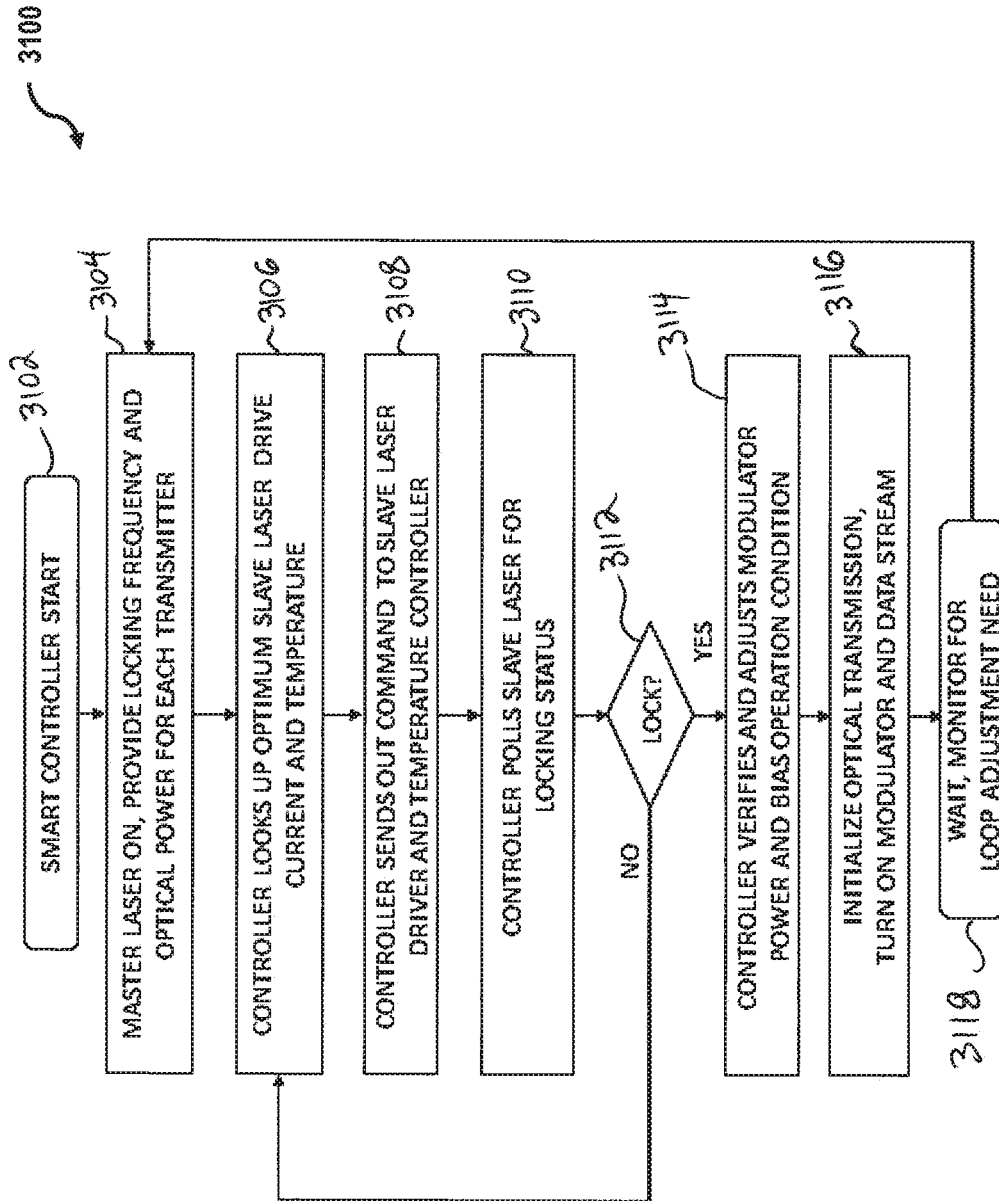 3100
3102
SMART CONTROLLER START
3104
MASTER LASER ON, PROVIDE LOCKING FREQUENCY AND
OPTICAL POWER FOR EACH TRANSMITTER
3106
CONTROLLER LOOKS UP OPTIMUM SLAVE LASER DRIVE
CURRENT AND TEMPERATURE
3108
CONTROLLER SENDS OUT COMMAND TO SLAVE LASER
DRIVER AND TEMPERATURE CONTROLLER
3110
CONTROLLER POLLS SLAVE LASER FOR
LOCKING STATUS
3112
LOCK?
NO
YES
3114
CONTROLLER VERIFIES AND ADJUSTS MODULATOR
POWER AND BIAS OPERATION CONDITION
3116
INITIALIZE OPTICAL TRANSMISSION,
TURN ON MODULATOR AND DATA STREAM
3118
WAIT, MONITOR FOR
LOOP ADJUSTMENT NEED